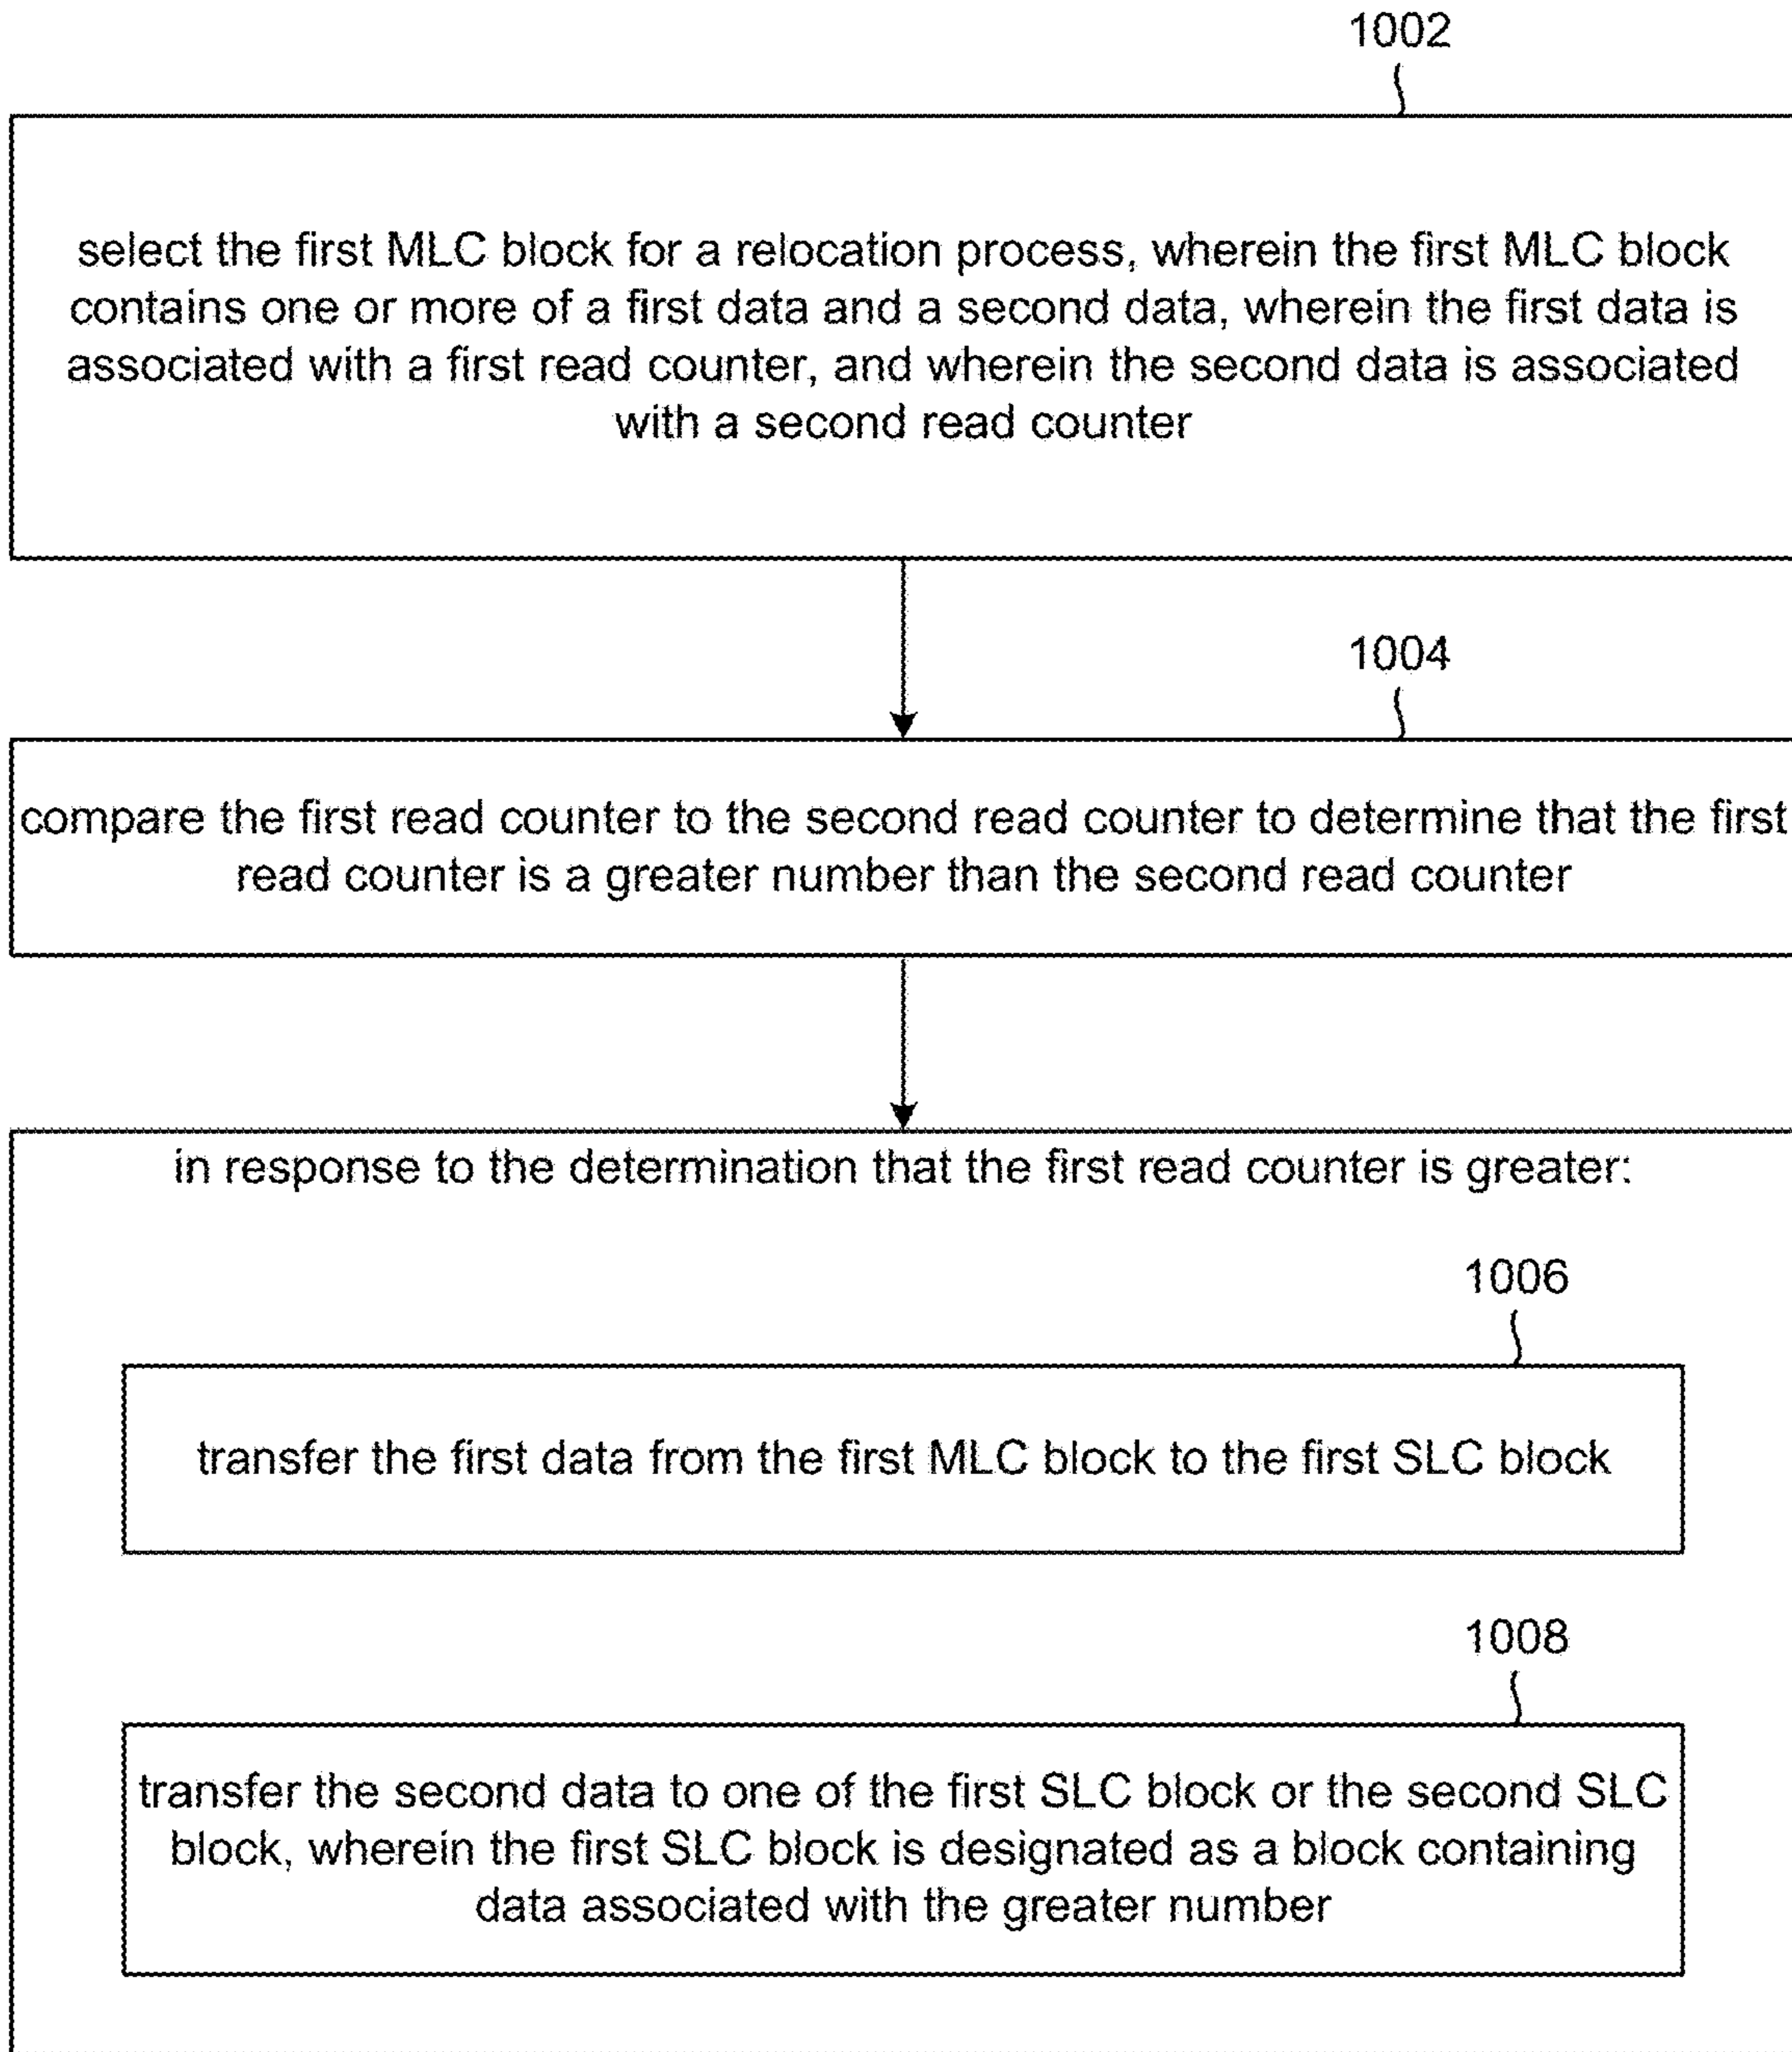 1002
select the first MLC block for a relocation process, wherein the first MLC block
contains one or more of a first data and a second data, wherein the first data is
associated with a first read counter, and wherein the second data is associated
with a second read counter
1004
compare the first read counter to the second read counter to determine that the first
read counter is a greater number than the second read counter
in response to the determination that the first read counter is greater:
1006
transfer the first data from the first MLC block to the first SLC block
1008
transfer the second data to one of the first SLC block or the second SLC
block, wherein the first SLC block is designated as a block containing
data associated with the greater number